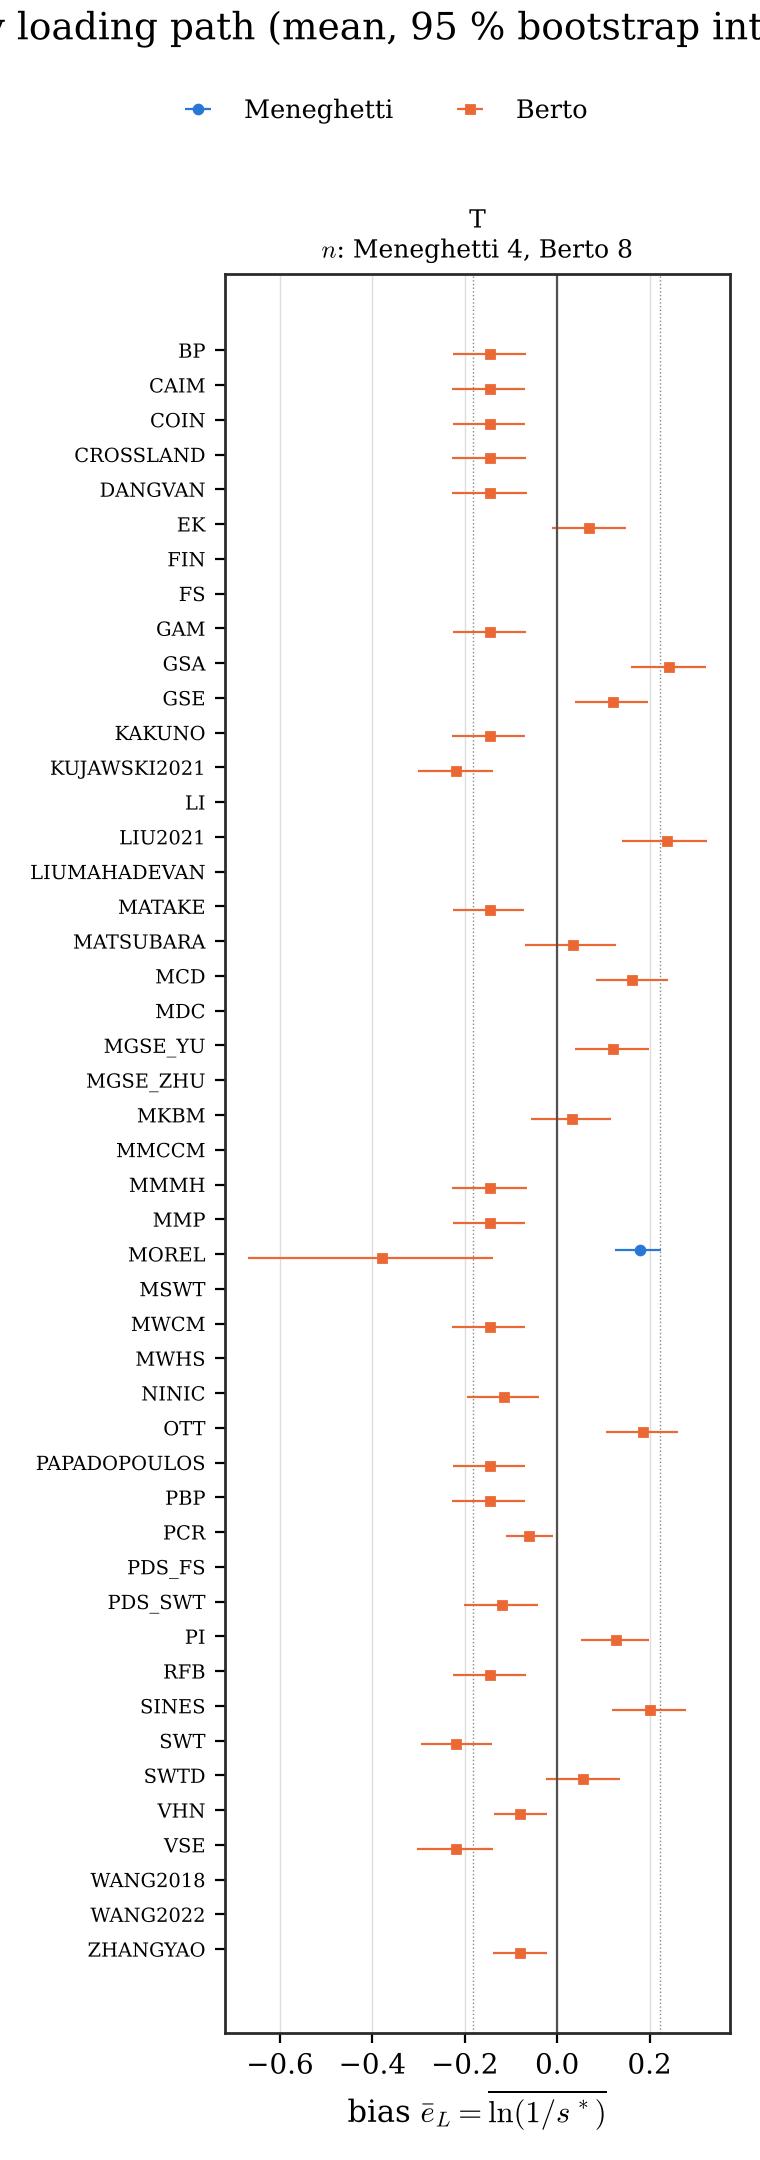 loading path (mean, 95 % bootstrap int
Meneghetti Berto
T
n: Meneghetti 4, Berto 8
BP
CAIM
COIN
CROSSLAND
DANGVAN
EK
FIN
FS
GAM
GSA
GSE
KAKUNO
KUJAWSKI2021
LI
LIU2021
LIUMAHADEVAN
MATAKE
MATSUBARA
MCD
MDC
MGSE_YU
MGSE_ZHU
MKBM
MMCCM
MMMH
MMP
MOREL
MSWT
MWCM
MWHS
NINIC
OTT
PAPADOPOULOS
PBP
PCR
PDS_FS
PDS_SWT
PI
RFB
SINES
SWT
SWTD
VHN
VSE
WANG2018
WANG2022
ZHANGYAO
−0.6 −0.4 −0.2 0.0 0.2
bias ē_L = \overline{ln(1/s*)}